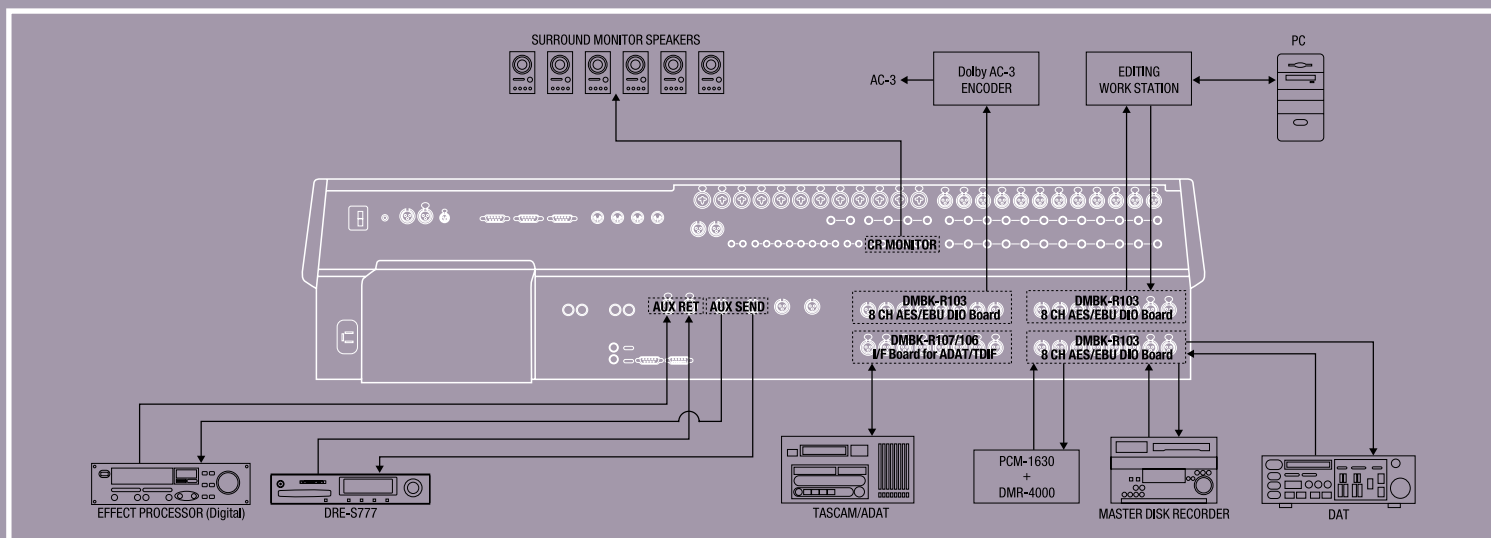 SURROUND MONITOR SPEAKERS
AC-3
Dolby AC-3
ENCODER
EDITING
WORK STATION
PC
CR MONITOR
AUX RET
AUX SEND
DMBK-R103
8 CH AES/EBU DIO Board
DMBK-R103
8 CH AES/EBU DIO Board
DMBK-R107/106
I/F Board for ADAT/TDIF
DMBK-R103
8 CH AES/EBU DIO Board
EFFECT PROCESSOR (Digital)
DRE-S777
TASCAM/ADAT
PCM-1630
+
DMR-4000
MASTER DISK RECORDER
DAT